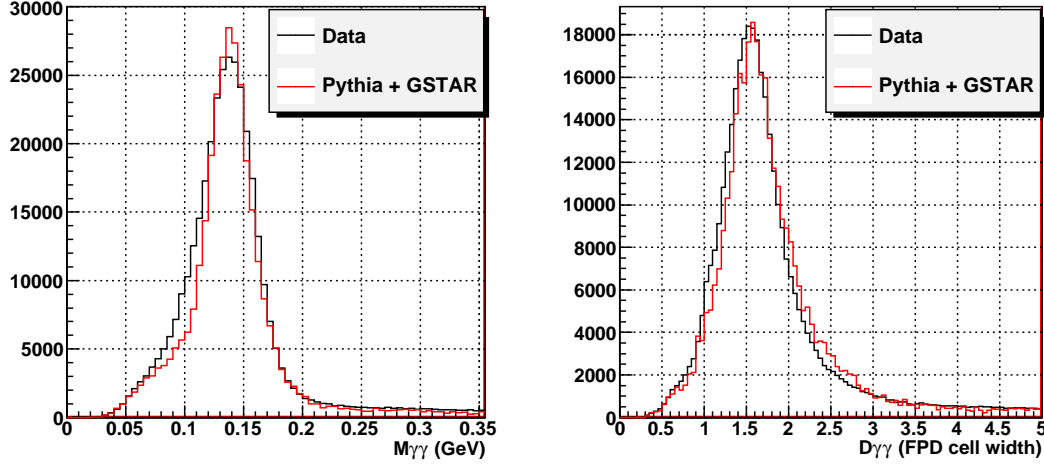 30000
25000
20000
15000
10000
5000
0
0 0.05 0.1 0.15 0.2 0.25 0.3 0.35
Mγγ (GeV)
Data
Pythia + GSTAR
18000
16000
14000
12000
10000
8000
6000
4000
2000
0
0 0.5 1 1.5 2 2.5 3 3.5 4 4.5 5
Dγγ (FPD cell width)
Data
Pythia + GSTAR